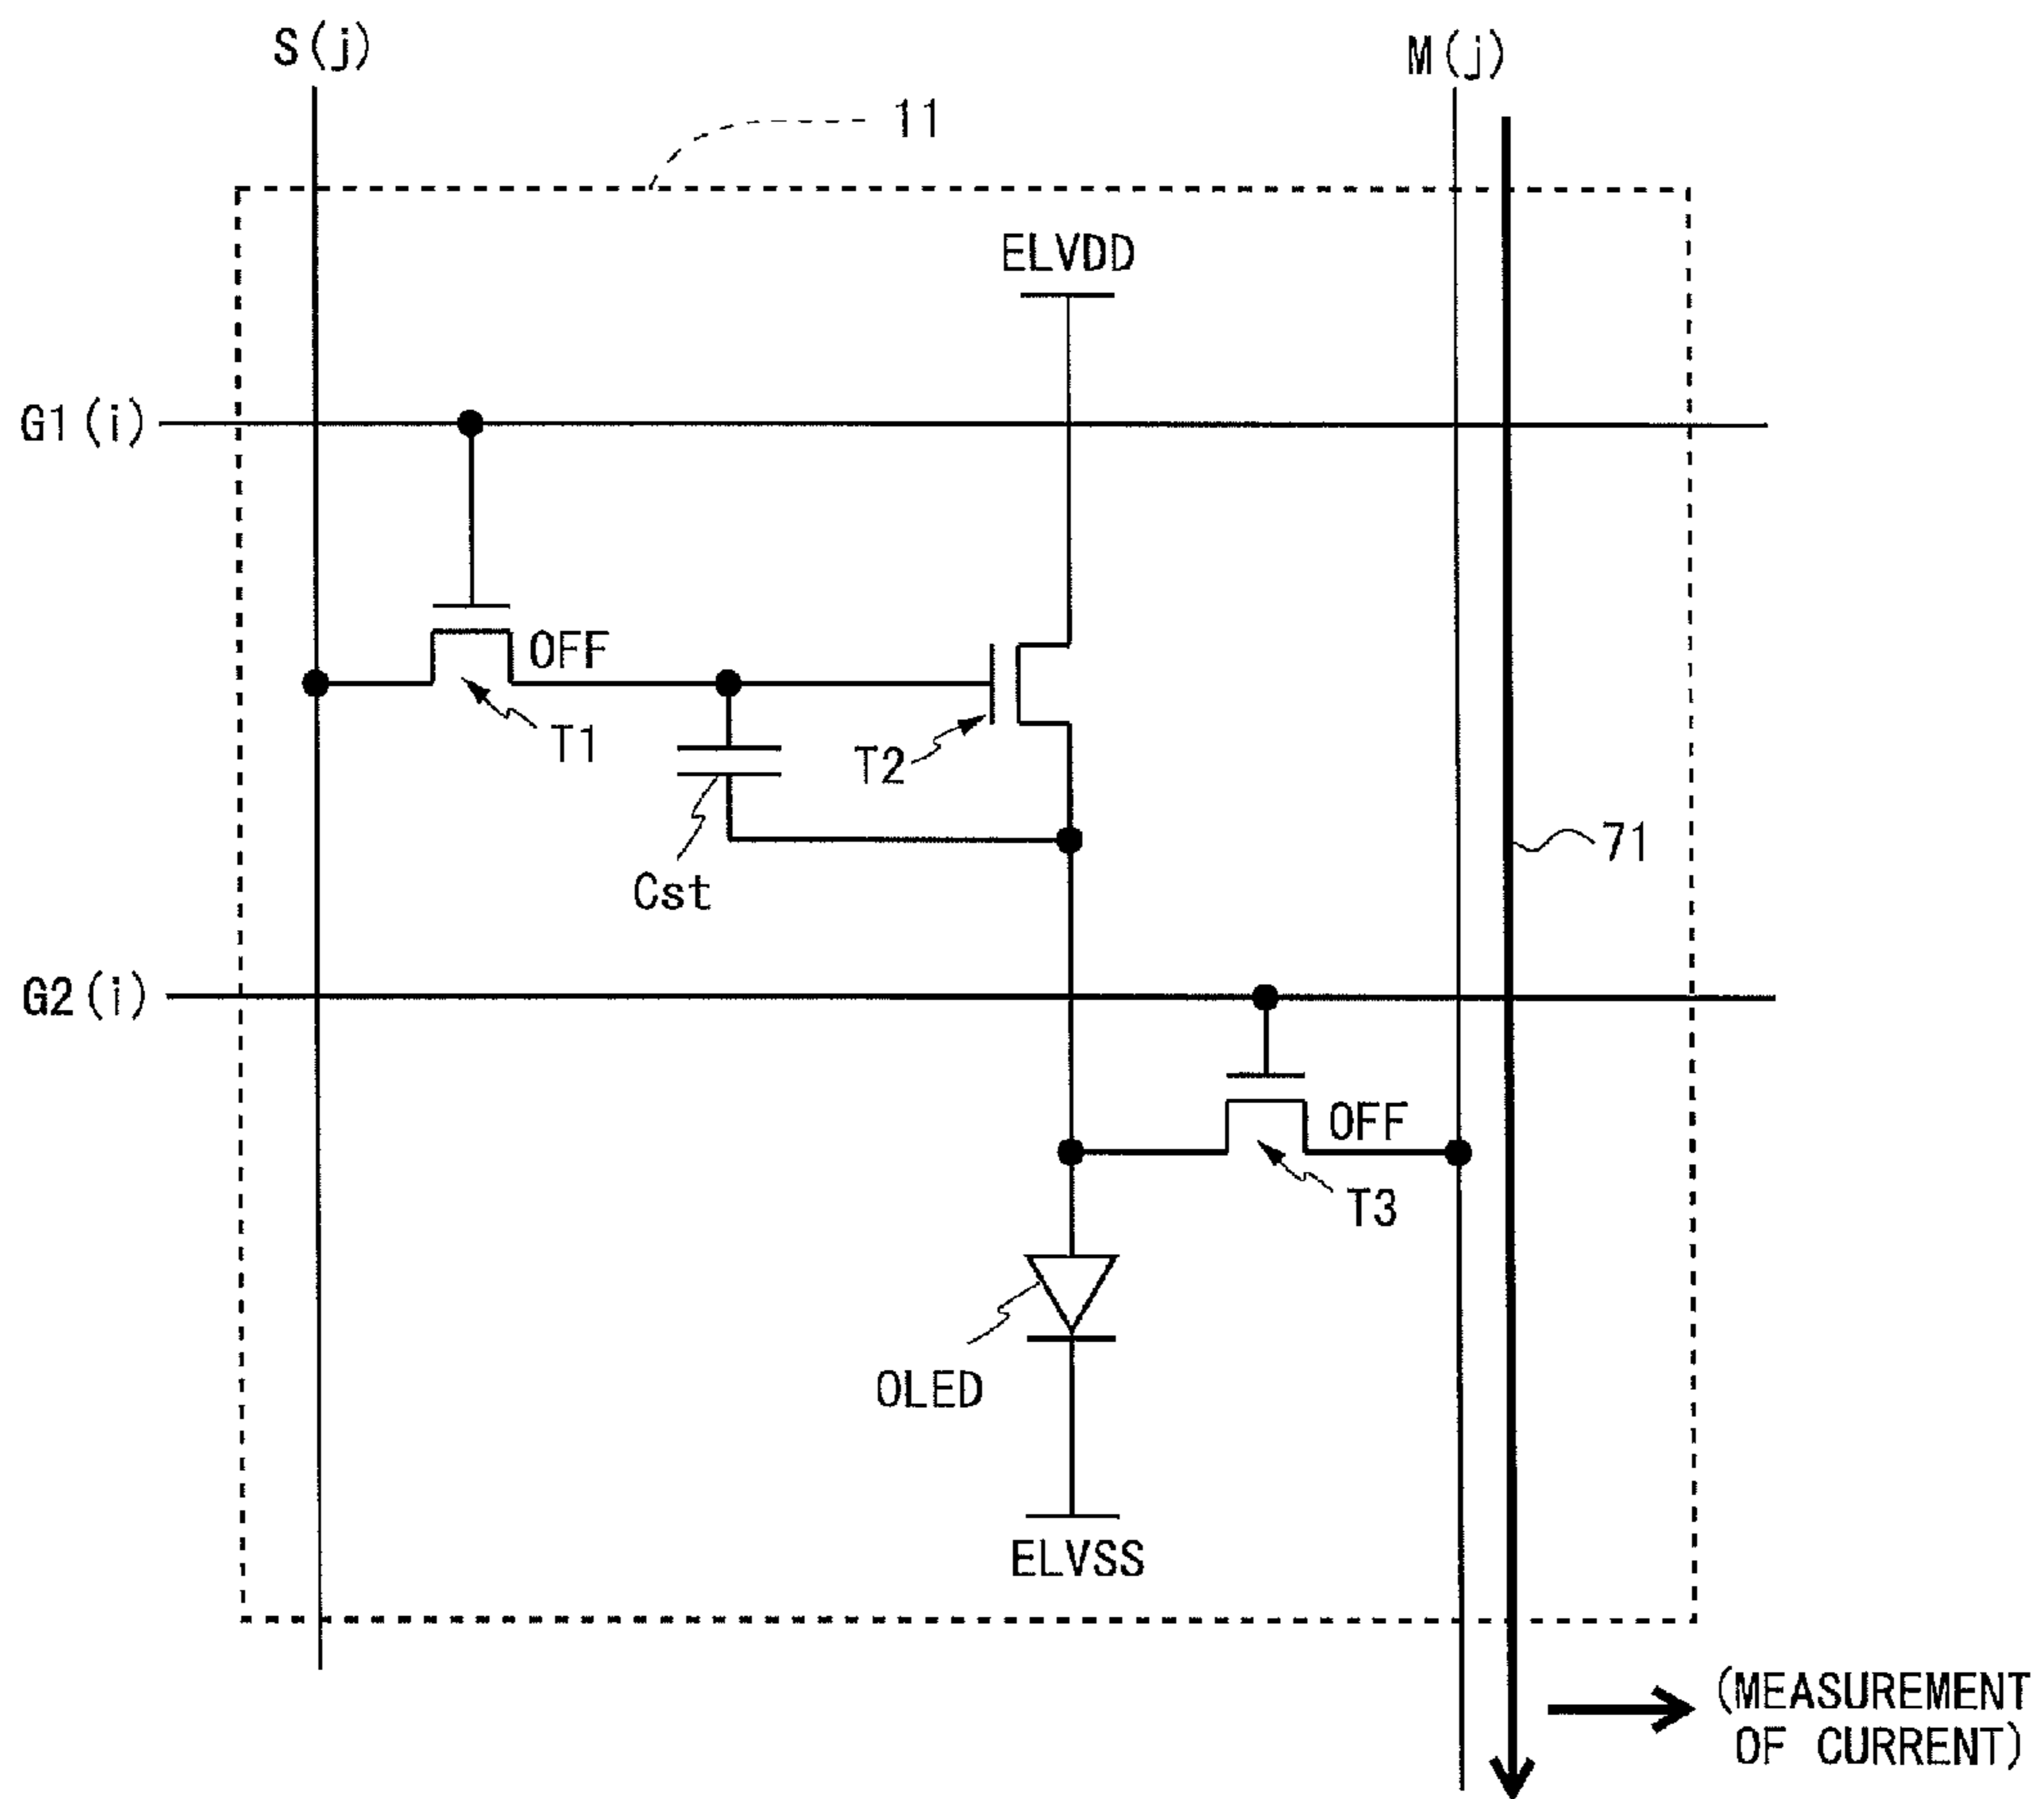 S(j)
M(j)
11
ELVDD
G1(i)
OFF
T1
T2
71
Cst
G2(i)
OFF
T3
OLED
ELVSS
(MEASUREMENT
OF CURRENT)